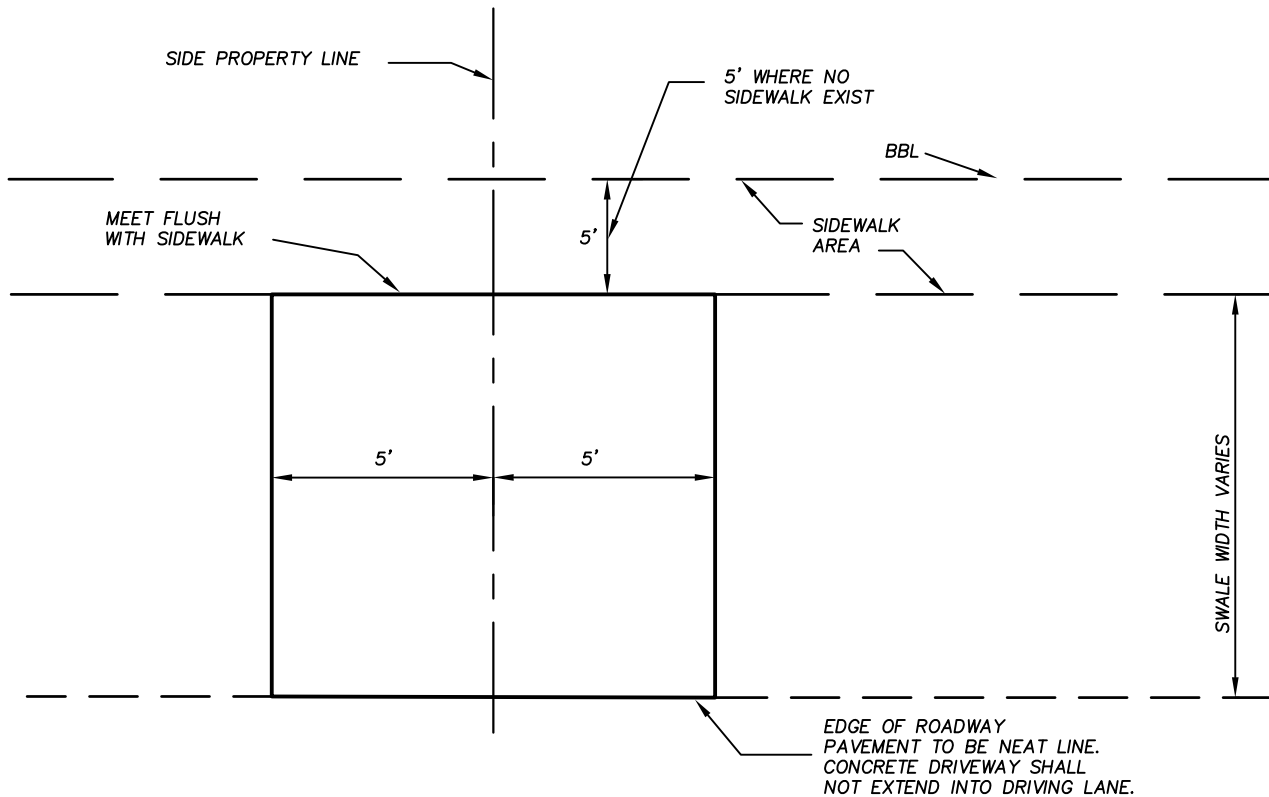 SIDE PROPERTY LINE
5' WHERE NO
SIDEWALK EXIST
BBL
MEET FLUSH
WITH SIDEWALK
5'
SIDEWALK
AREA
5'
5'
SWALE WIDTH VARIES
EDGE OF ROADWAY
PAVEMENT TO BE NEAT LINE.
CONCRETE DRIVEWAY SHALL
NOT EXTEND INTO DRIVING LANE.